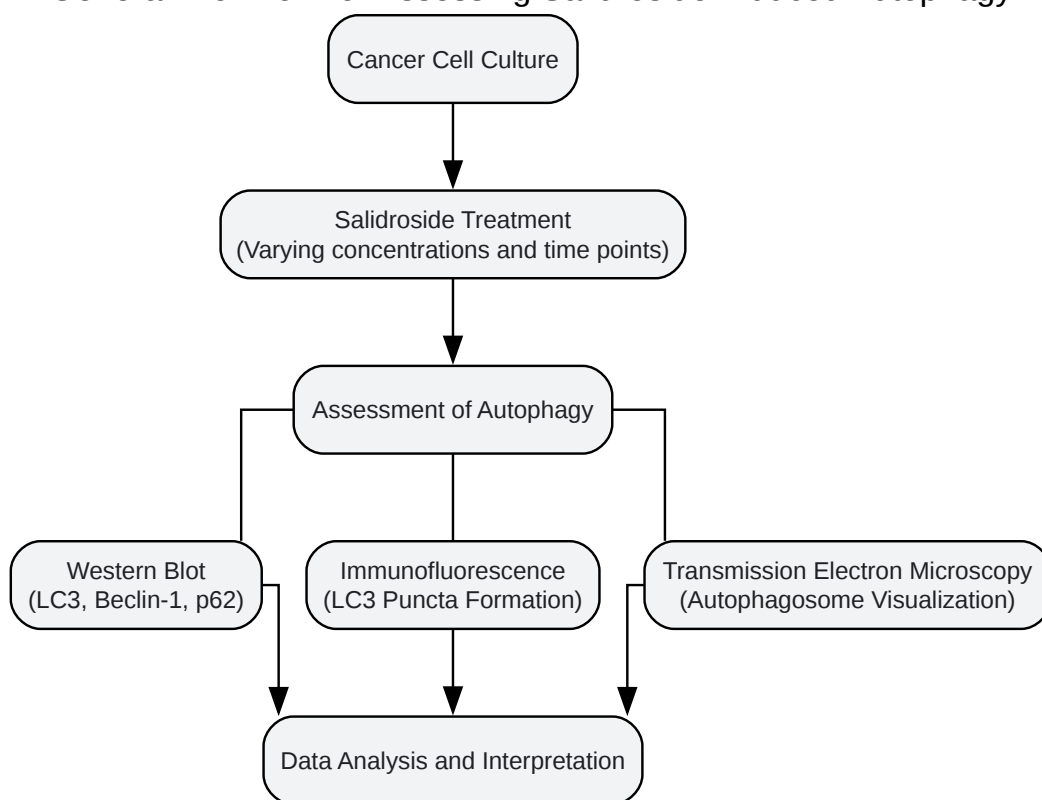 Cancer Cell Culture
Salidroside Treatment
(Varying concentrations and time points)
Assessment of Autophagy
Western Blot
(LC3, Beclin-1, p62)
Immunofluorescence
(LC3 Puncta Formation)
Transmission Electron Microscopy
(Autophagosome Visualization)
Data Analysis and Interpretation